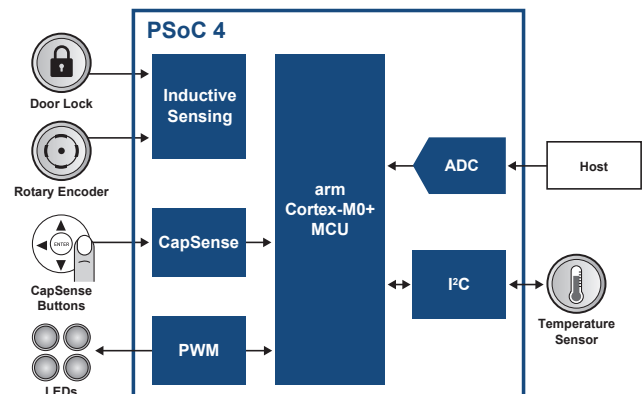 PSoC 4
Door Lock
Inductive
Sensing
Rotary Encoder
arm
Cortex-M0+
MCU
ADC
Host
ENTER
CapSense
CapSense
Buttons
I²C
Temperature
Sensor
PWM
LEDs